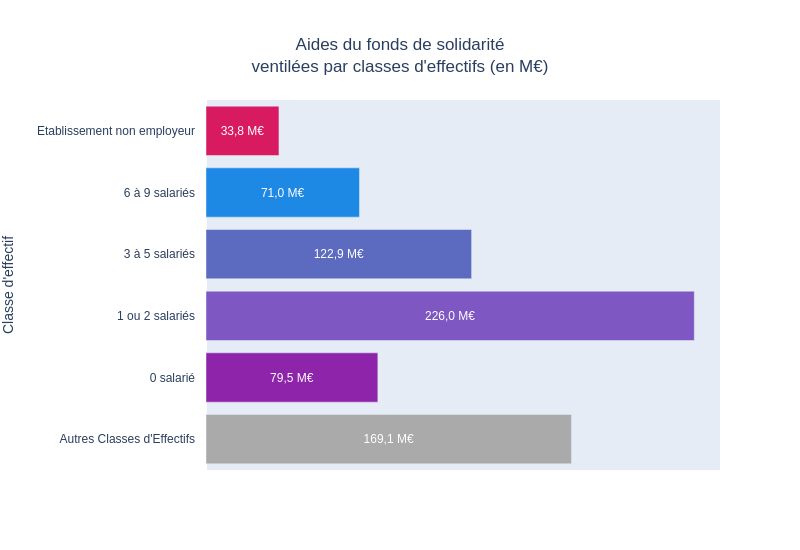 Aides du fonds de solidarité
ventilées par classes d'effectifs (en M€)
Classe d'effectif
Etablissement non employeur
33,8 M€
6 à 9 salariés
71,0 M€
3 à 5 salariés
122,9 M€
1 ou 2 salariés
226,0 M€
0 salarié
79,5 M€
Autres Classes d'Effectifs
169,1 M€